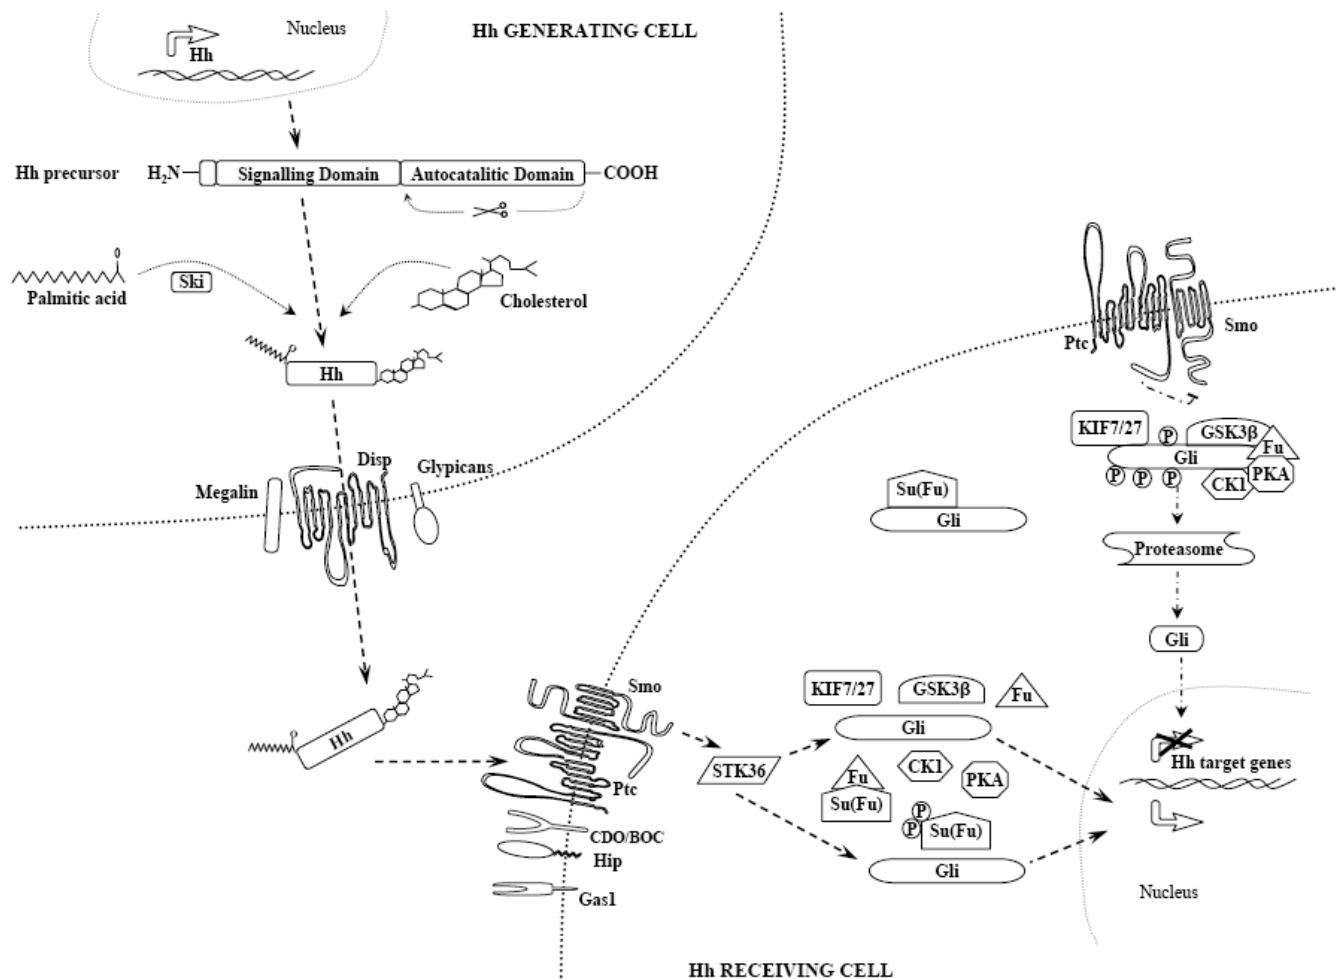 Nucleus
Hh GENERATING CELL
Hh
Hh precursor
H2N
Signalling Domain
Autocatalitic Domain
COOH
O
Palmitic acid
Ski
Cholesterol
Hh
Ptc
Smo
Disp
Glypicans
Megalin
KIF7/27
P
GSK3β
Fu
Gli
P
P
P
CK1
PKA
Su(Fu)
Gli
Proteasome
Gli
Smo
KIF7/27
GSK3β
Fu
Gli
Hh
STK36
Ptc
CK1
PKA
Fu
Su(Fu)
P
P
Su(Fu)
Gli
Hh target genes
CDO/BOC
Hip
Gas1
Nucleus
Hh RECEIVING CELL